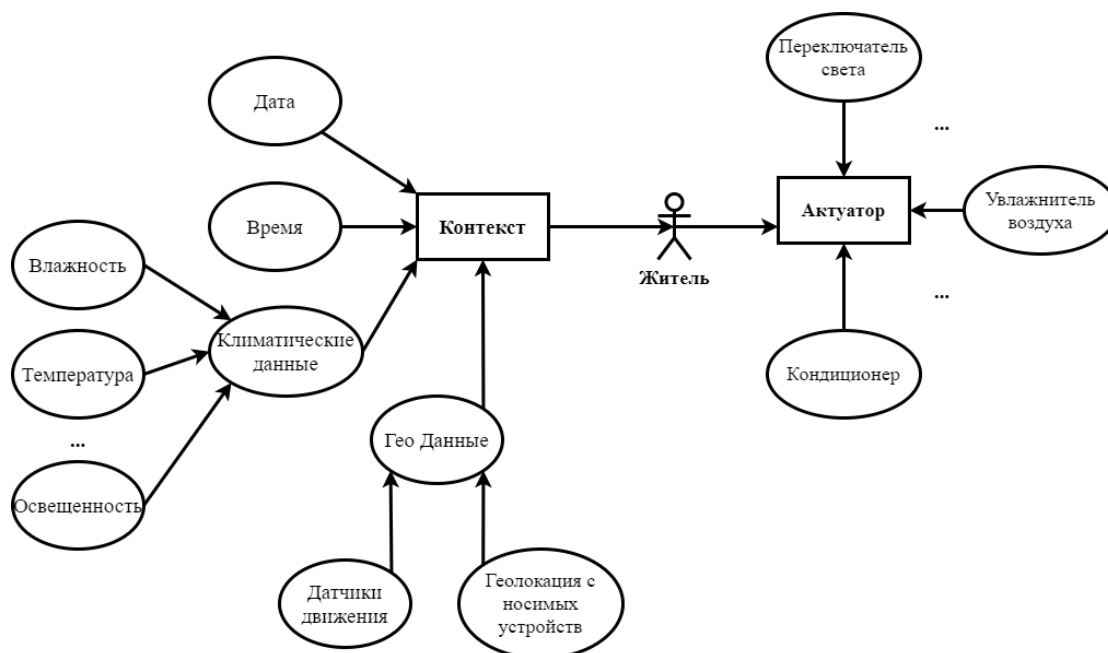 Переключатель
света
Дата
...
Время
Контекст
Актуатор
Увлажнитель
воздуха
Влажность
Житель
...
Климатические
данные
Температура
Кондиционер
...
Гео Данные
Освещенность
Датчики
движения
Геолокация с
носимых
устройств